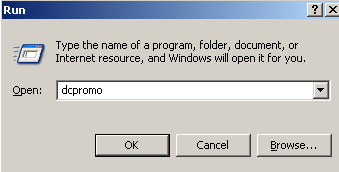 Run
Type the name of a program, folder, document, or
Internet resource, and Windows will open it for you.
Open: dcpromo
OK Cancel Browse...